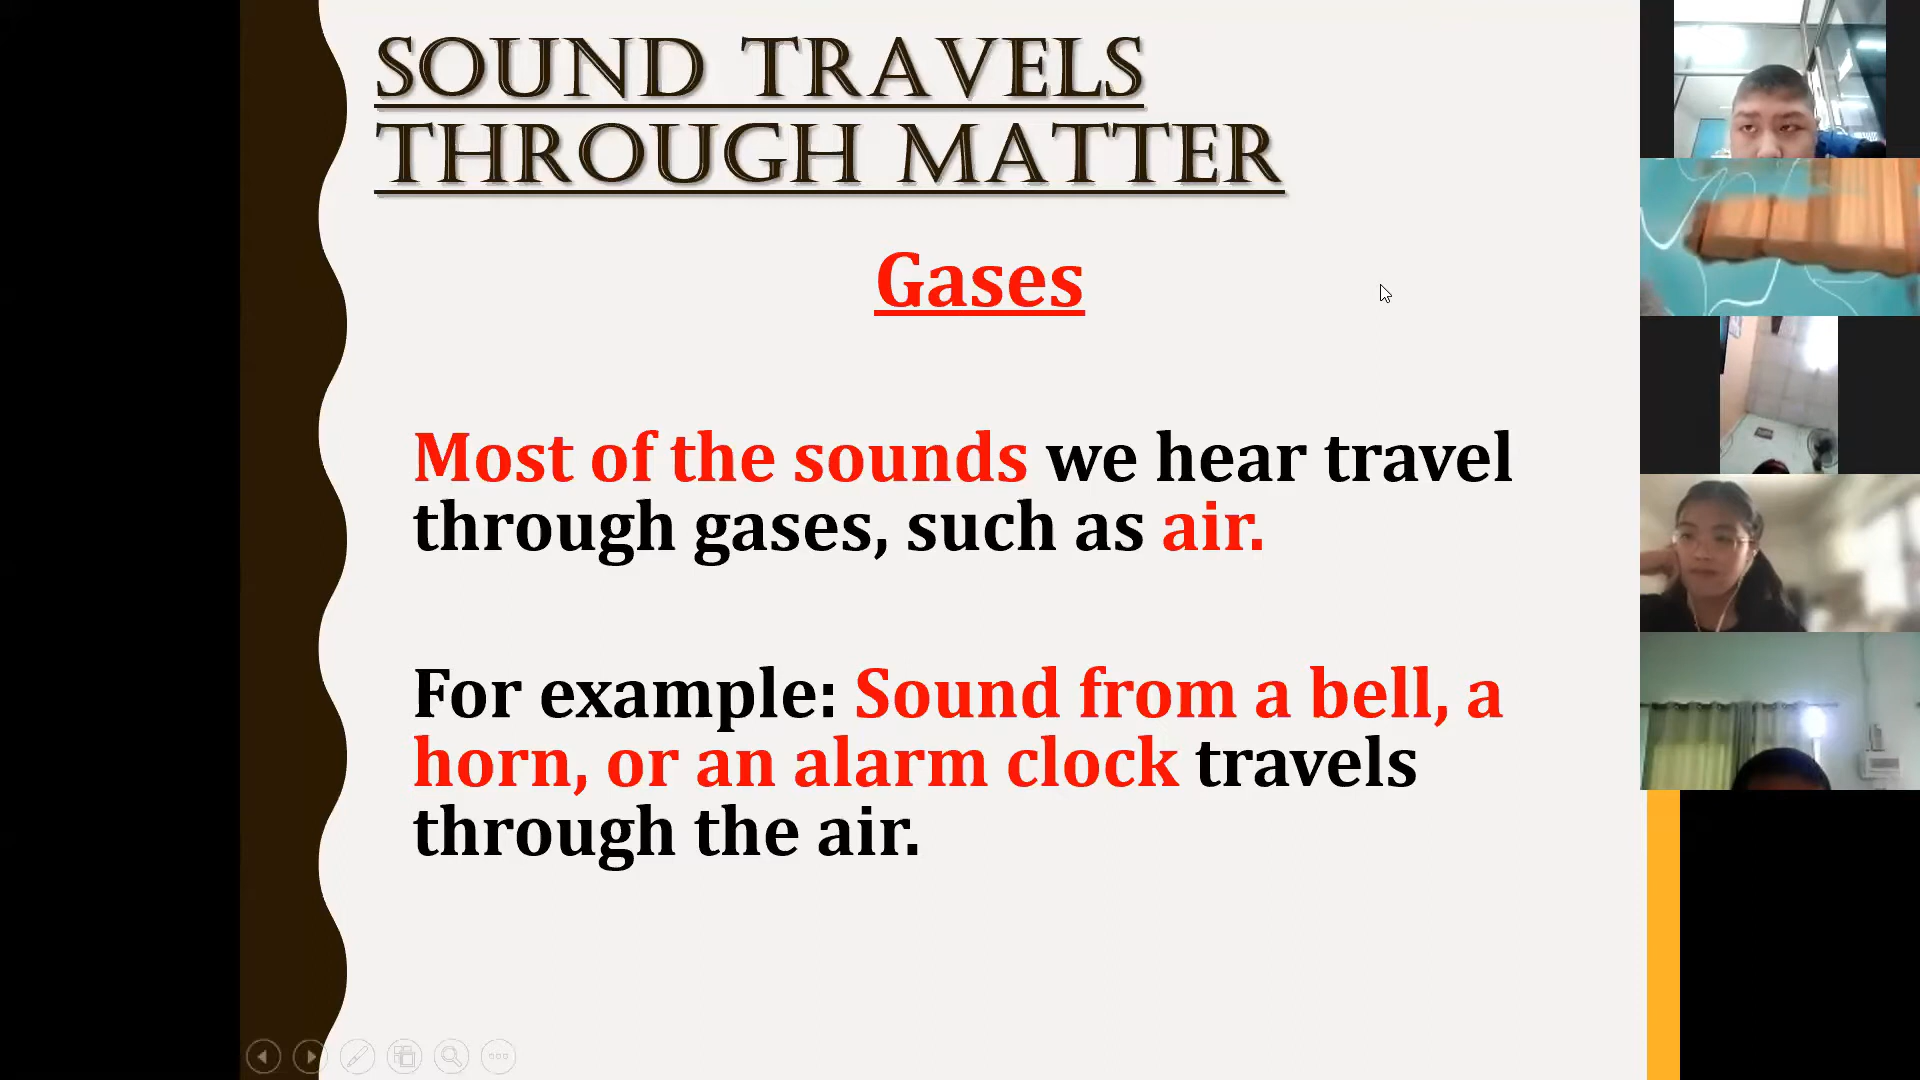 SOUND TRAVELS
THROUGH MATTER
Gases
Most of the sounds we hear travel
through gases, such as air.
For example: Sound from a bell, a
horn, or an alarm clock travels
through the air.